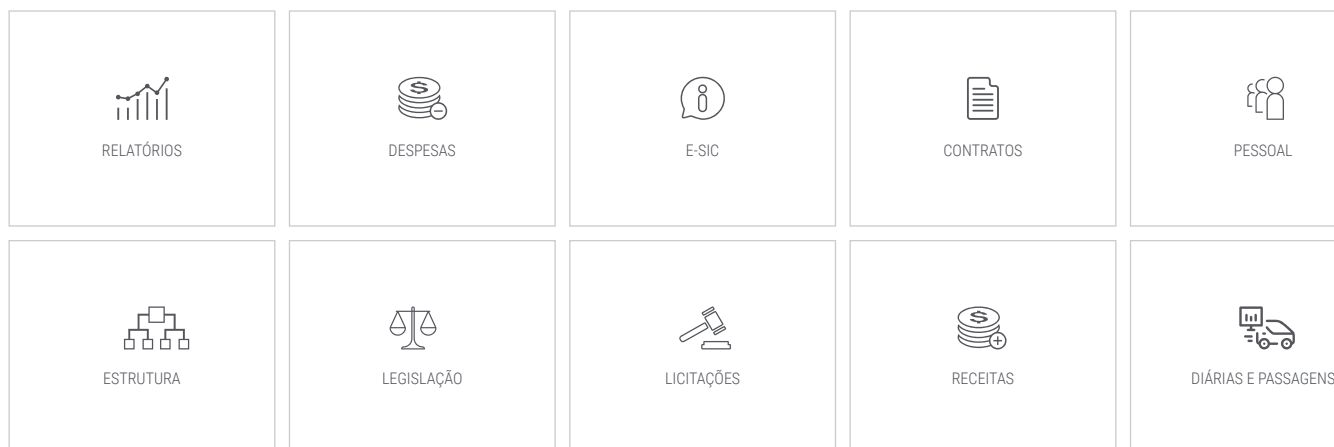 RELATÓRIOS
DESPESAS
E-SIC
CONTRATOS
PESSOAL
ESTRUTURA
LEGISLAÇÃO
LICITAÇÕES
RECEITAS
DIÁRIAS E PASSAGENS